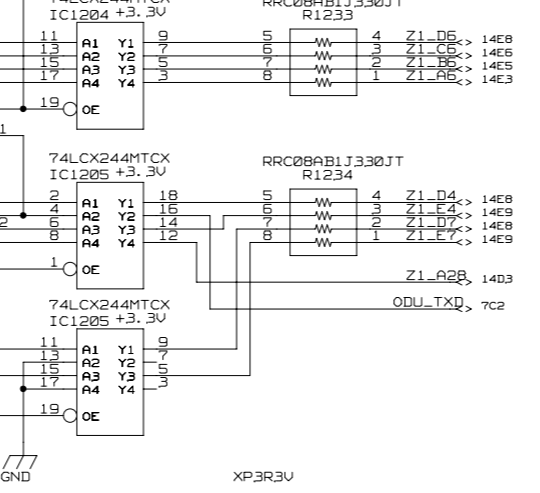 74LCX244MTCX
IC1204 +3.3V
RRC08AB1J330JT
R1233
11 A1 Y1 9 5 4 Z1_D6 14E8
13 A2 Y2 7 6 3 Z1_C6 14E6
15 A3 Y3 5 7 2 Z1_B6 14E5
17 A4 Y4 3 8 1 Z1_A6 14E3
19 OE
1
74LCX244MTCX
IC1205 +3.3V
RRC08AB1J330JT
R1234
2 A1 Y1 18 5 4 Z1_D4 14E8
4 A2 Y2 16 6 3 Z1_E4 14E9
2 6 A3 Y3 14 7 2 Z1_D7 14E8
8 A4 Y4 12 8 1 Z1_E7 14E9
1 OE
Z1_A28 14D3
ODU_TXD 7C2
74LCX244MTCX
IC1205 +3.3V
11 A1 Y1 9
13 A2 Y2 7
15 A3 Y3 5
17 A4 Y4 3
19 OE
GND
XP3R3V